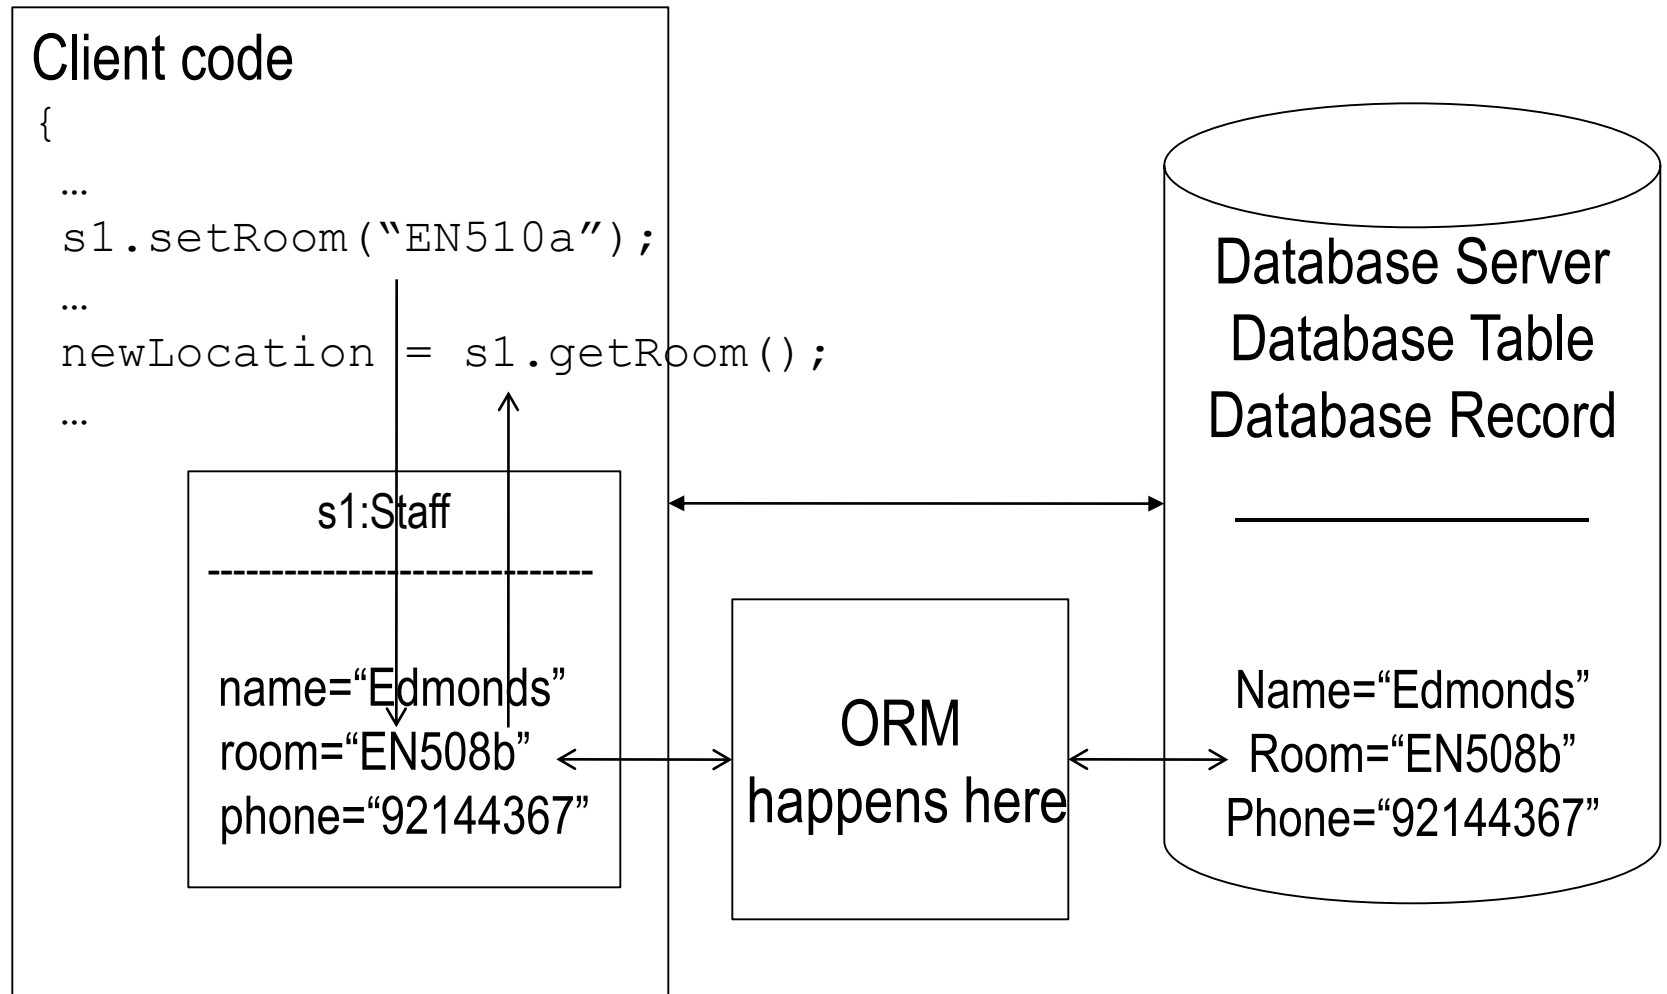 Client code
{
…
s1.setRoom(“EN510a”);
…
newLocation = s1.getRoom();
…
s1:Staff
------------------------------
name=“Edmonds”
room=“EN508b”
phone=“92144367”
ORM
happens here
Database Server
Database Table
Database Record
Name=“Edmonds”
Room=“EN508b”
Phone=“92144367”